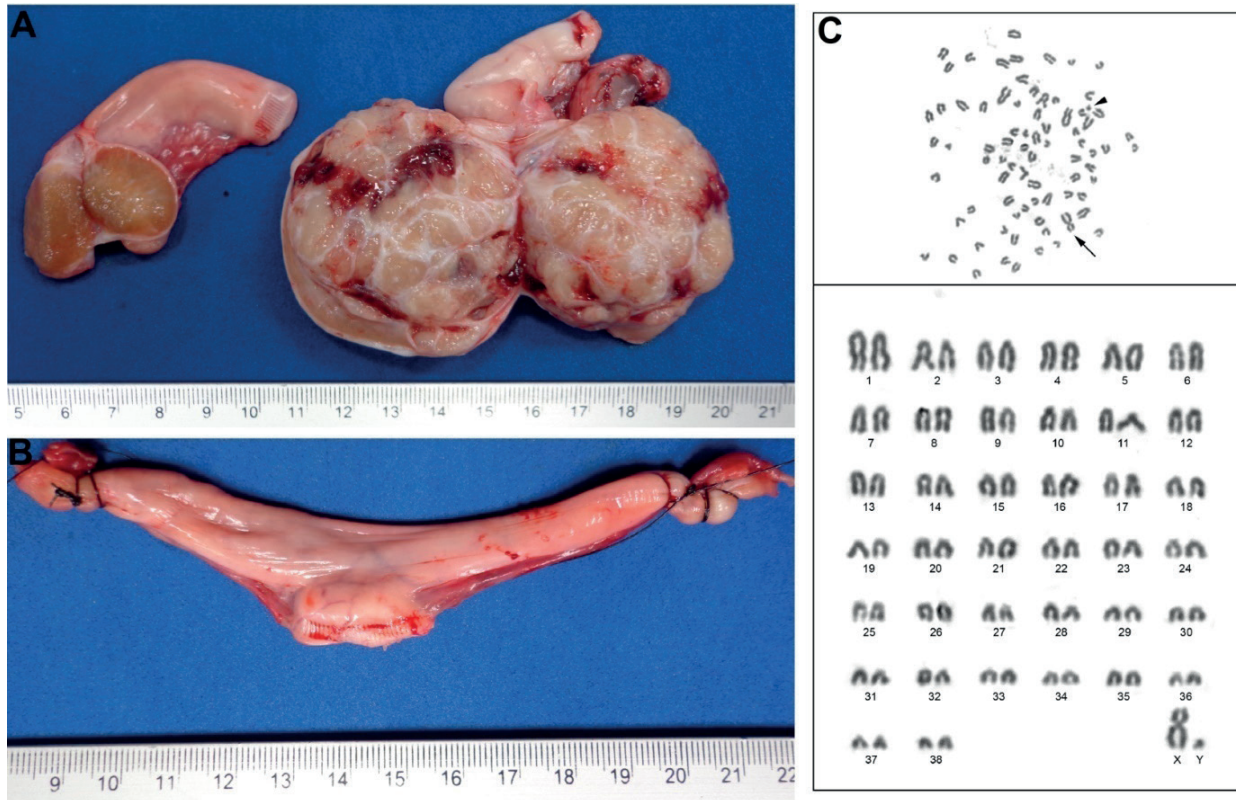 A
5 6 7 8 9 10 11 12 13 14 15 16 17 18 19 20 21
B
9 10 11 12 13 14 15 16 17 18 19 20 21 22
C
1 2 3 4 5 6
7 8 9 10 11 12
13 14 15 16 17 18
19 20 21 22 23 24
25 26 27 28 29 30
31 32 33 34 35 36
37 38 X Y